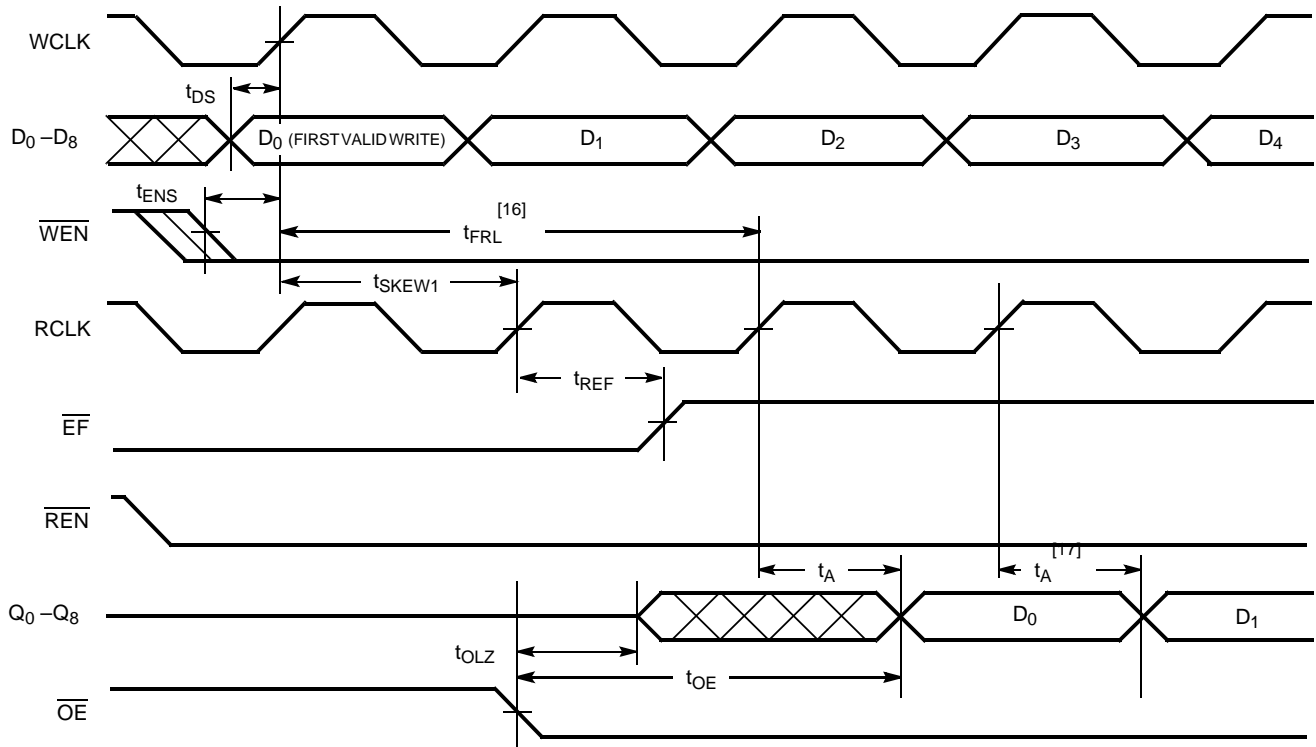 WCLK
tDS
D0 –D8
D0 (FIRST VALID WRITE)
D1
D2
D3
D4
tENS
WEN
[16]
tFRL
tSKEW1
RCLK
tREF
EF
REN
[17]
tA
tA
Q0 –Q8
D0
D1
tOLZ
tOE
OE